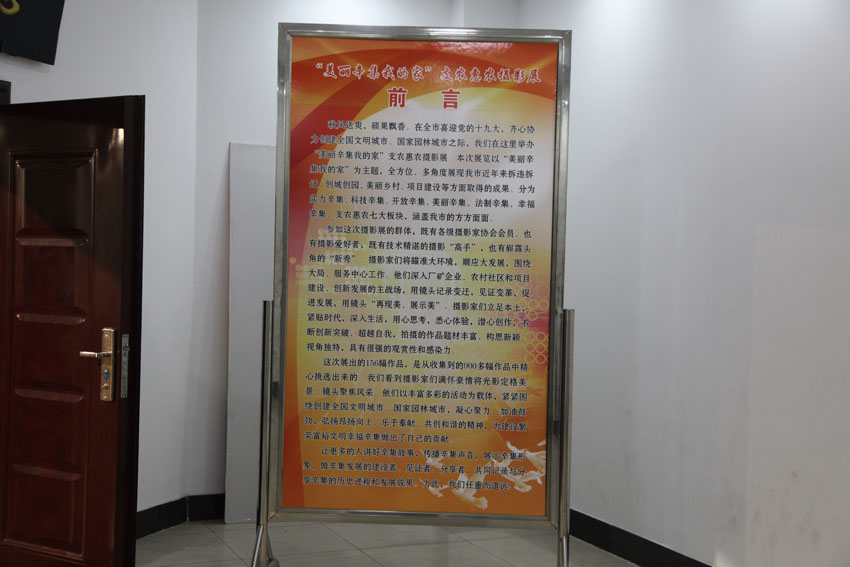 “美丽辛集我的家”支农惠农摄影展
前 言
秋风送爽，硕果飘香。在全市喜迎党的十九大，齐心协
力创建全国文明城市、国家园林城市之际，我们在这里举办
“美丽辛集我的家”支农惠农摄影展。本次展览以“美丽辛
集我的家”为主题，全方位、多角度展现我市近年来拆违拆
迁、创城创园、美丽乡村、项目建设等方面取得的成果。分为
实力辛集、科技辛集、开放辛集、美丽辛集、法制辛集、幸福
辛集、支农惠农七大板块，涵盖我市的方方面面。
参加这次摄影展的群体，既有各级摄影家协会会员，也
有摄影爱好者，既有技术精湛的摄影“高手”，也有崭露头
角的“新秀”。摄影家们将瞄准大环境，顺应大发展，围绕
大局、服务中心工作。他们深入厂矿企业、农村社区和项目
建设、创新发展的主战场，用镜头记录变迁，见证变革，促
进发展，用镜头“再现美、展示美”。摄影家们立足本土，
紧贴时代，深入生活，用心思考，悉心体验，潜心创作，不
断创新突破、超越自我，拍摄的作品题材丰富、构思新颖、
视角独特，具有很强的观赏性和感染力。
这次展出的156幅作品，是从收集到的900多幅作品中精
心挑选出来的。我们看到摄影家们满怀豪情将光影定格美
景，镜头聚焦风采。他们以丰富多彩的活动为载体，紧紧围
绕创建全国文明城市、国家园林城市，凝心聚力、加油鼓
劲，弘扬昂扬向上、乐于奉献、共创和谐的精神，为建设繁
荣富裕文明幸福辛集做出了自己的贡献。
让更多的人讲好辛集故事，传播辛集声音，展示辛集形
象，做辛集发展的建设者、见证者、分享者，共同记录与分
享辛集的历史进程和发展成果。为此，我们任重而道远！